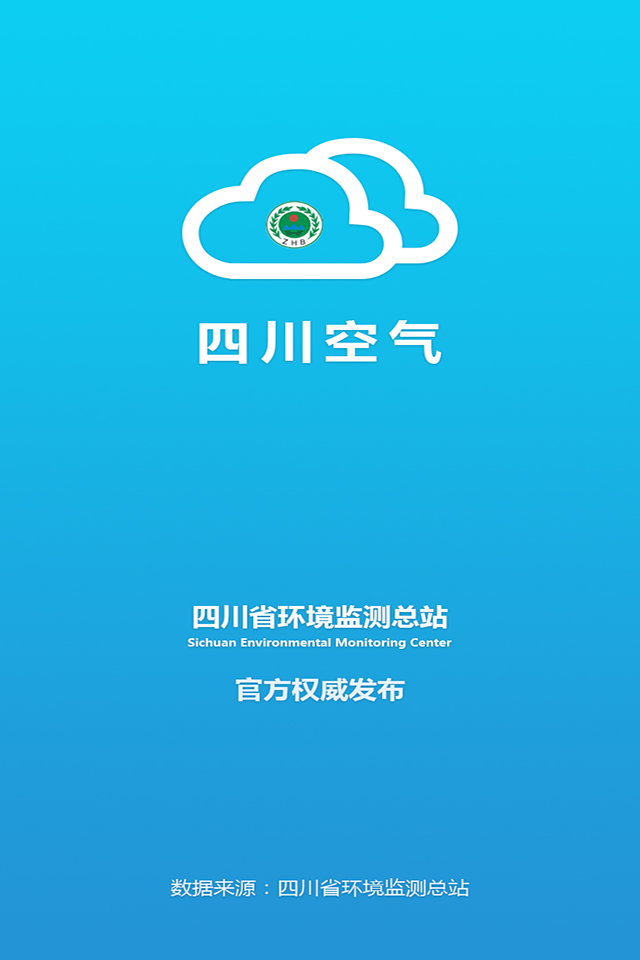 ZHB
四川空气
四川省环境监测总站
Sichuan Environmental Monitoring Center
官方权威发布
数据来源：四川省环境监测总站